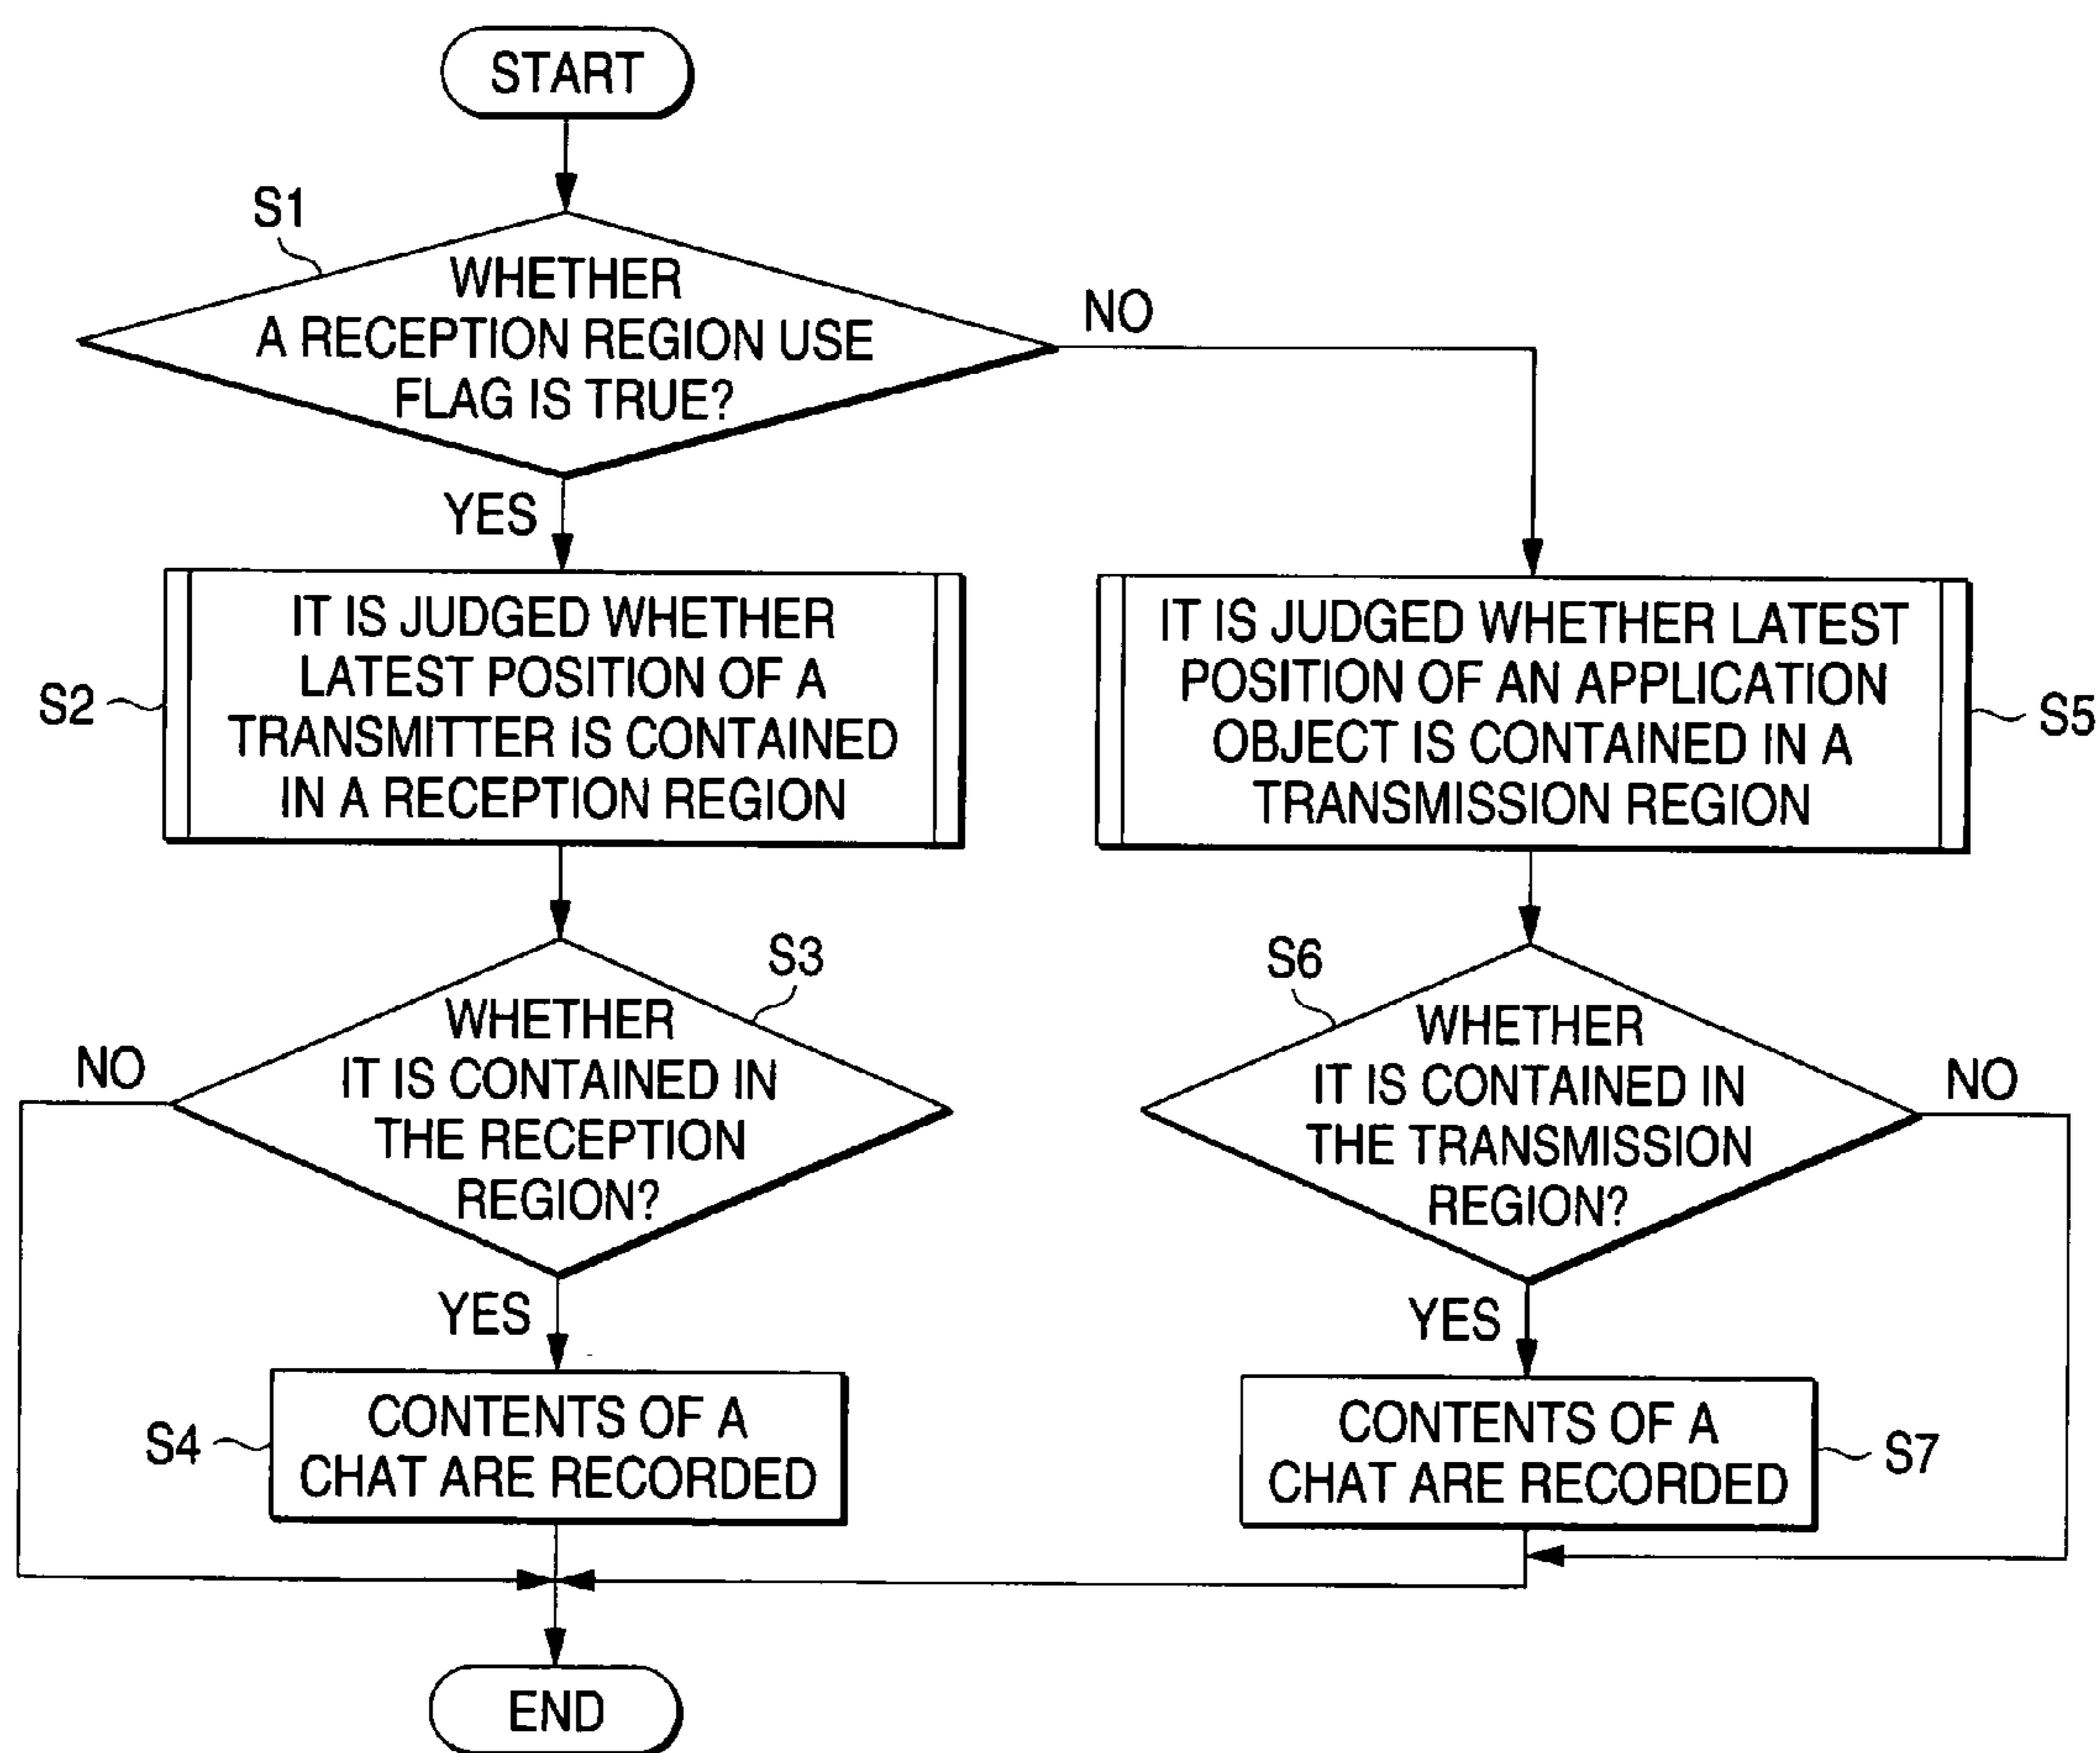 START
S1
WHETHER
A RECEPTION REGION USE
FLAG IS TRUE?
NO
YES
S2
IT IS JUDGED WHETHER
LATEST POSITION OF A
TRANSMITTER IS CONTAINED
IN A RECEPTION REGION
IT IS JUDGED WHETHER LATEST
POSITION OF AN APPLICATION
OBJECT IS CONTAINED IN A
TRANSMISSION REGION
S5
S3
WHETHER
IT IS CONTAINED IN
THE RECEPTION
REGION?
NO
YES
S6
WHETHER
IT IS CONTAINED IN
THE TRANSMISSION
REGION?
NO
YES
S4
CONTENTS OF A
CHAT ARE RECORDED
CONTENTS OF A
CHAT ARE RECORDED
S7
END